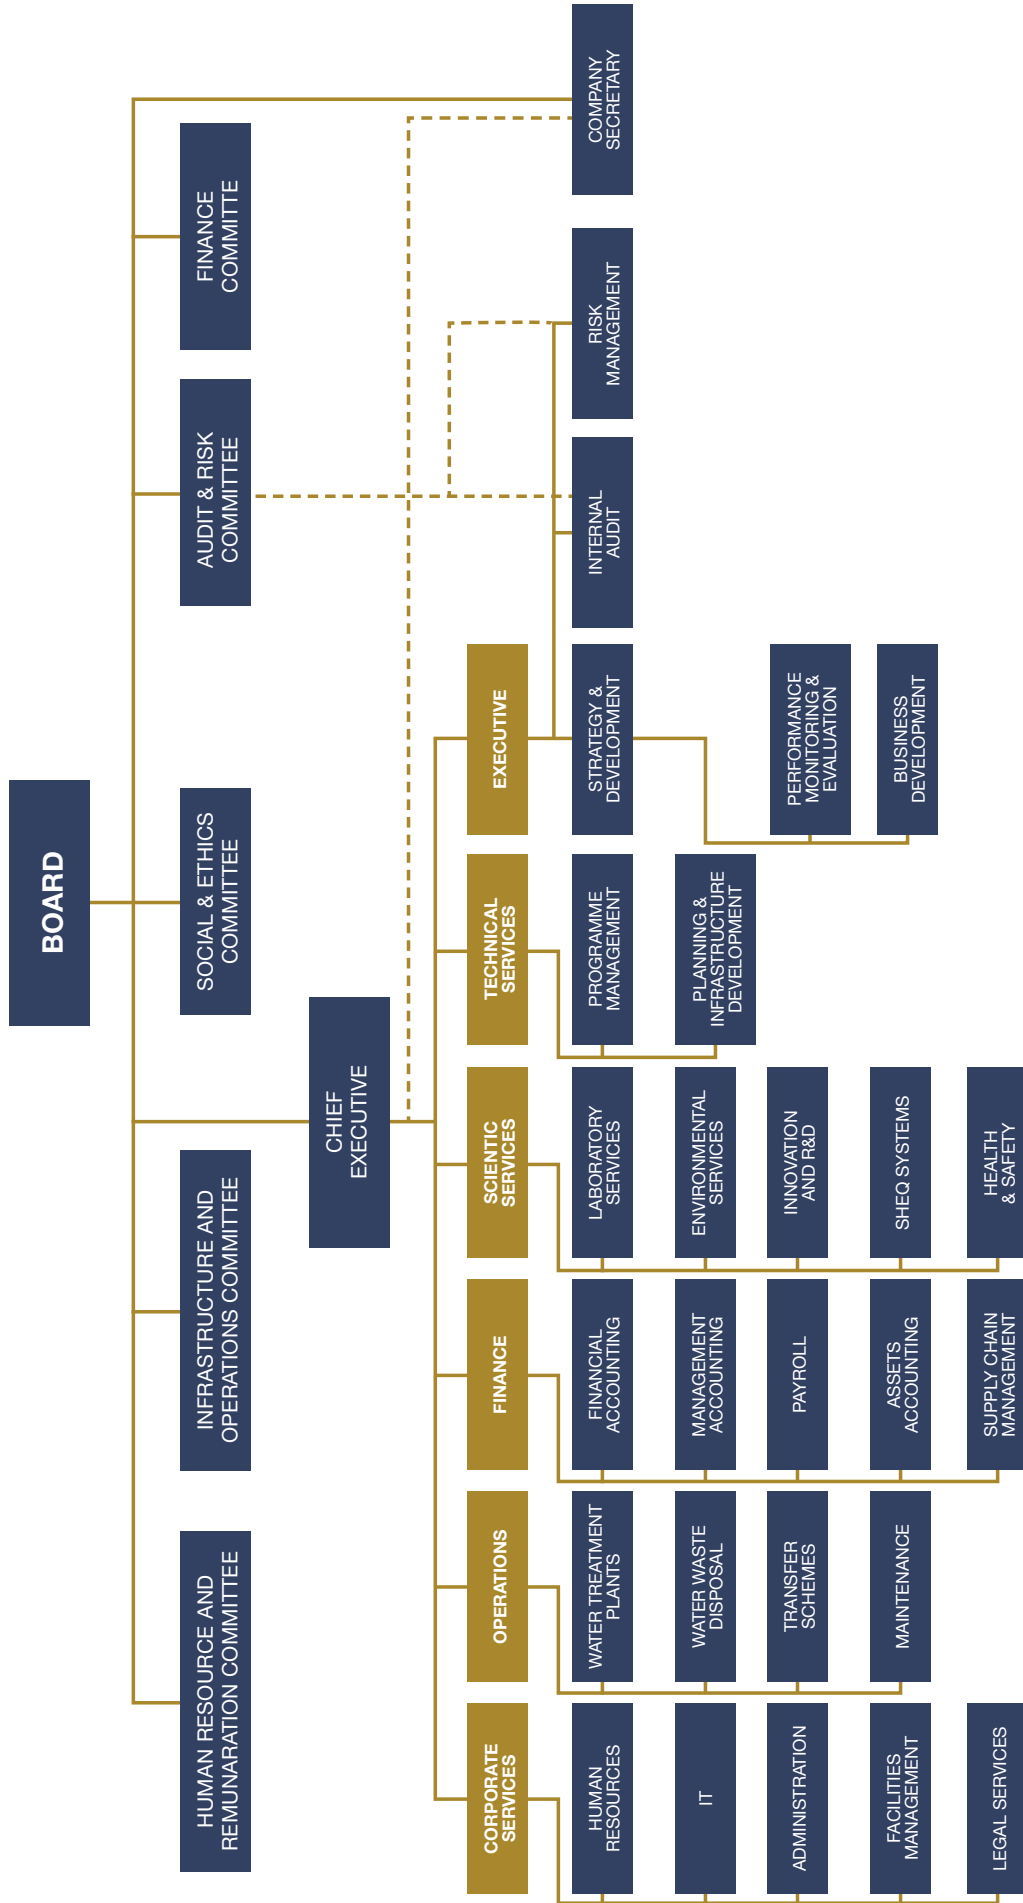 BOARD
HUMAN RESOURCE AND
REMUNARATION COMMITTEE
INFRASTRUCTURE AND
OPERATIONS COMMITTEE
SOCIAL & ETHICS
COMMITTEE
AUDIT & RISK
COMMITTEE
FINANCE
COMMITTE
CHIEF
EXECUTIVE
CORPORATE
SERVICES
HUMAN
RESOURCES
IT
ADMINISTRATION
FACILITIES
MANAGEMENT
LEGAL SERVICES
OPERATIONS
WATER TREATMENT
PLANTS
WATER WASTE
DISPOSAL
TRANSFER
SCHEMES
MAINTENANCE
FINANCE
FINANCIAL
ACCOUNTING
MANAGEMENT
ACCOUNTING
PAYROLL
ASSETS
ACCOUNTING
SUPPLY CHAIN
MANAGEMENT
SCIENTIC
SERVICES
LABORATORY
SERVICES
ENVIRONMENTAL
SERVICES
INNOVATION
AND R&D
SHEQ SYSTEMS
HEALTH
& SAFETY
TECHNICAL
SERVICES
PROGRAMME
MANAGEMENT
PLANNING &
INFRASTRUCTURE
DEVELOPMENT
EXECUTIVE
STRATEGY &
DEVELOPMENT
PERFORMANCE
MONITORING &
EVALUATION
BUSINESS
DEVELOPMENT
INTERNAL
AUDIT
RISK
MANAGEMENT
COMPANY
SECRETARY